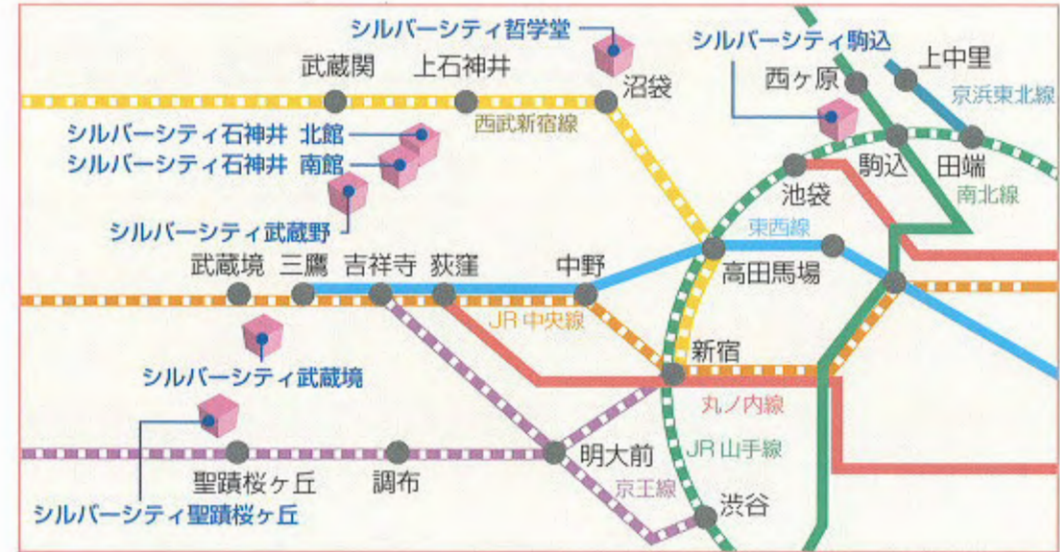 シルバーシティ哲学堂
シルバーシティ駒込
武蔵関
上石神井
沼袋
西ヶ原
上中里
京浜東北線
西武新宿線
シルバーシティ石神井 北館
シルバーシティ石神井 南館
駒込
田端
池袋
南北線
シルバーシティ武蔵野
東西線
武蔵境
三鷹
吉祥寺
荻窪
中野
高田馬場
JR中央線
新宿
シルバーシティ武蔵境
丸ノ内線
JR山手線
明大前
聖蹟桜ヶ丘
調布
京王線
渋谷
シルバーシティ聖蹟桜ヶ丘